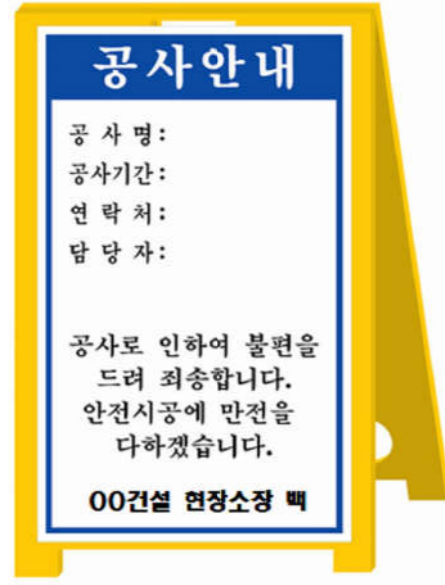 공사안내
공 사 명:
공사기간:
연 락 처:
담 당 자:
공사로 인하여 불편을
드려 죄송합니다.
안전시공에 만전을
다하겠습니다.
OO건설 현장소장 백